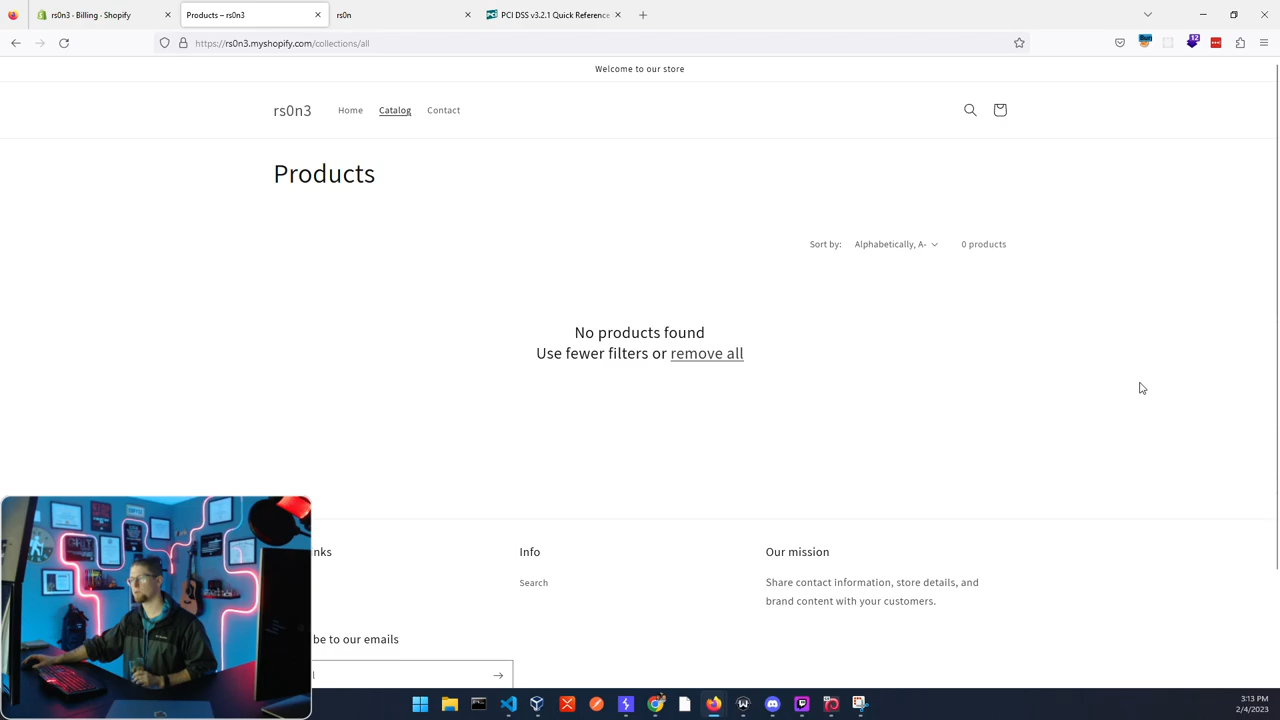 rs0n3 · Billing · Shopify
Products – rs0n3
rs0n
PCI DSS v3.2.1 Quick Reference
https://rs0n3.myshopify.com/collections/all
12
Welcome to our store
rs0n3
Home
Catalog
Contact
Products
Sort by:
Alphabetically, A-
0 products
No products found
Use fewer filters or remove all
nks
Info
Our mission
Search
Share contact information, store details, and
brand content with your customers.
be to our emails
l
3:13 PM
2/4/2023